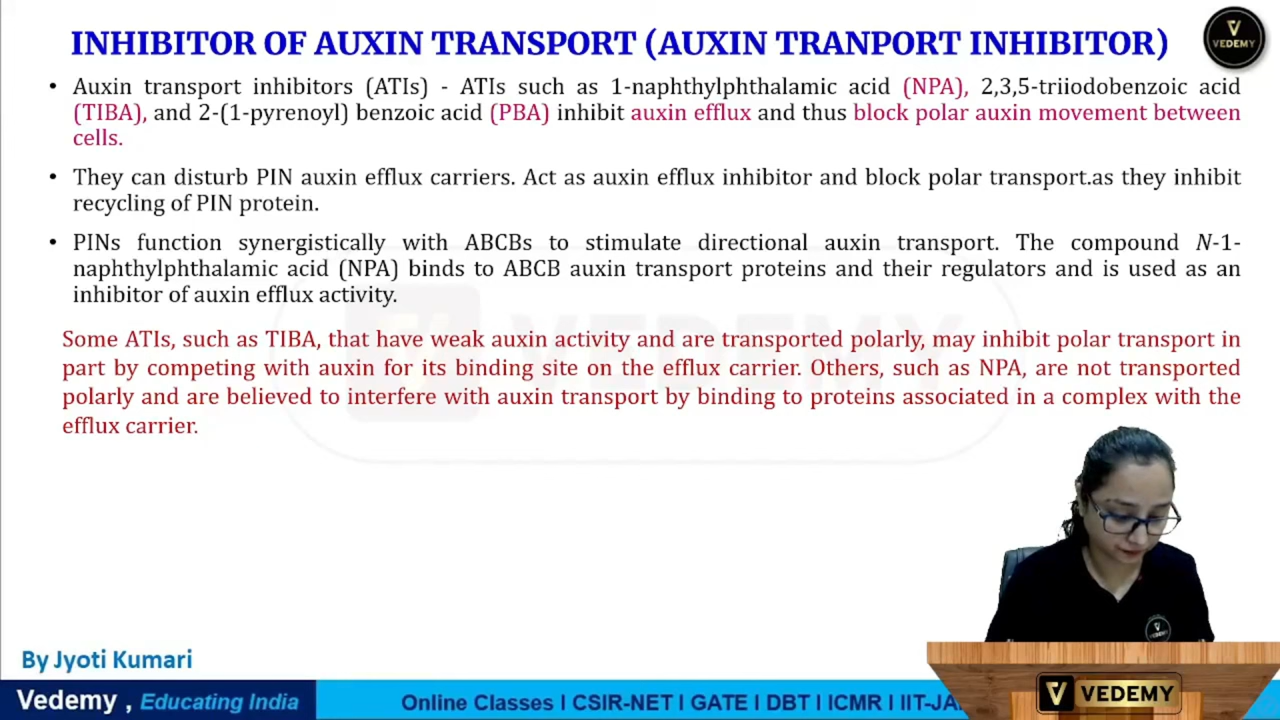 INHIBITOR OF AUXIN TRANSPORT (AUXIN TRANPORT INHIBITOR)
VEDEMY
• Auxin transport inhibitors (ATIs) - ATIs such as 1-naphthylphthalamic acid (NPA), 2,3,5-triiodobenzoic acid
(TIBA), and 2-(1-pyrenoyl) benzoic acid (PBA) inhibit auxin efflux and thus block polar auxin movement between
cells.
• They can disturb PIN auxin efflux carriers. Act as auxin efflux inhibitor and block polar transport.as they inhibit
recycling of PIN protein.
• PINs function synergistically with ABCBs to stimulate directional auxin transport. The compound N-1-
naphthylphthalamic acid (NPA) binds to ABCB auxin transport proteins and their regulators and is used as an
inhibitor of auxin efflux activity.
VEDEMY
Some ATIs, such as TIBA, that have weak auxin activity and are transported polarly, may inhibit polar transport in
part by competing with auxin for its binding site on the efflux carrier. Others, such as NPA, are not transported
polarly and are believed to interfere with auxin transport by binding to proteins associated in a complex with the
efflux carrier.
VEDEMY
By Jyoti Kumari
VEDEMY
Vedemy , Educating India
Online Classes I CSIR-NET I GATE I DBT I ICMR I IIT-JA